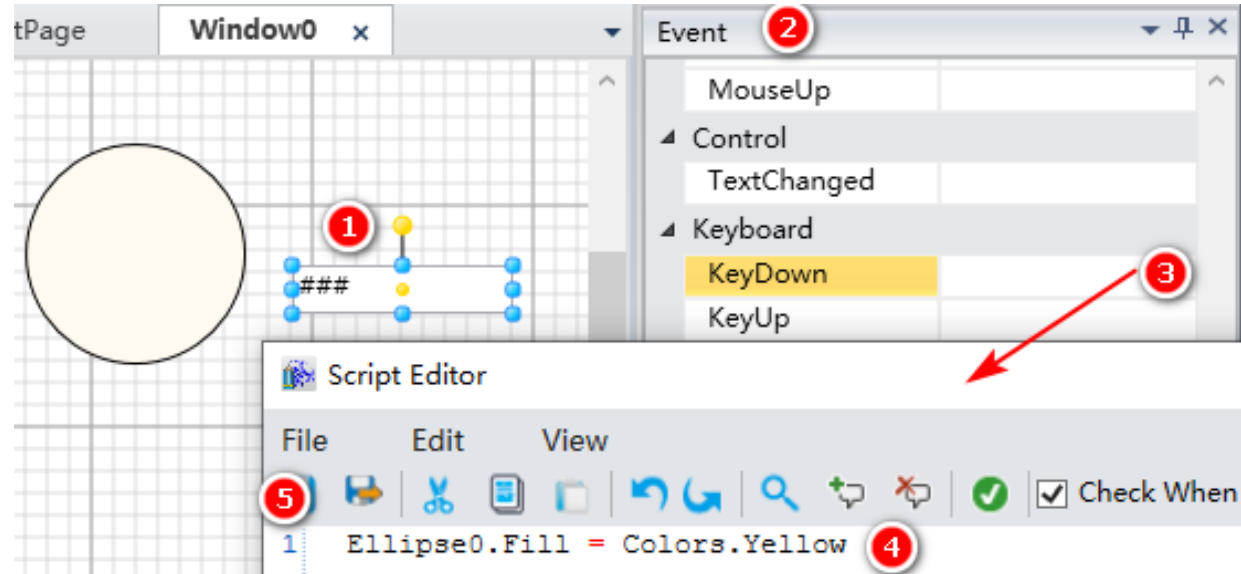 tPage Window0 x
Event 2
MouseUp
Control
TextChanged
1
Keyboard
KeyDown
3
###
KeyUp
Script Editor
File Edit View
5
Check When
1 Ellipse0.Fill = Colors.Yellow 4